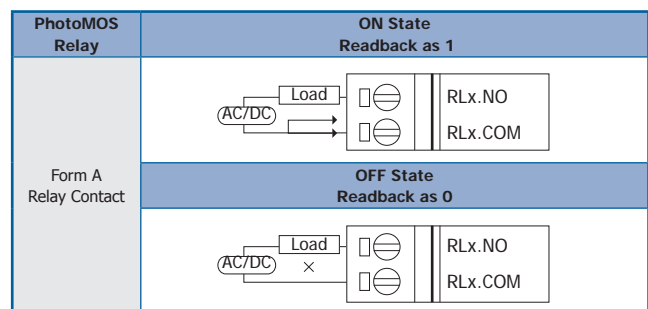 PhotoMOS
Relay
ON State
Readback as 1
Form A
Relay Contact
Load
AC/DC
RLx.NO
RLx.COM
OFF State
Readback as 0
Load
AC/DC
×
RLx.NO
RLx.COM